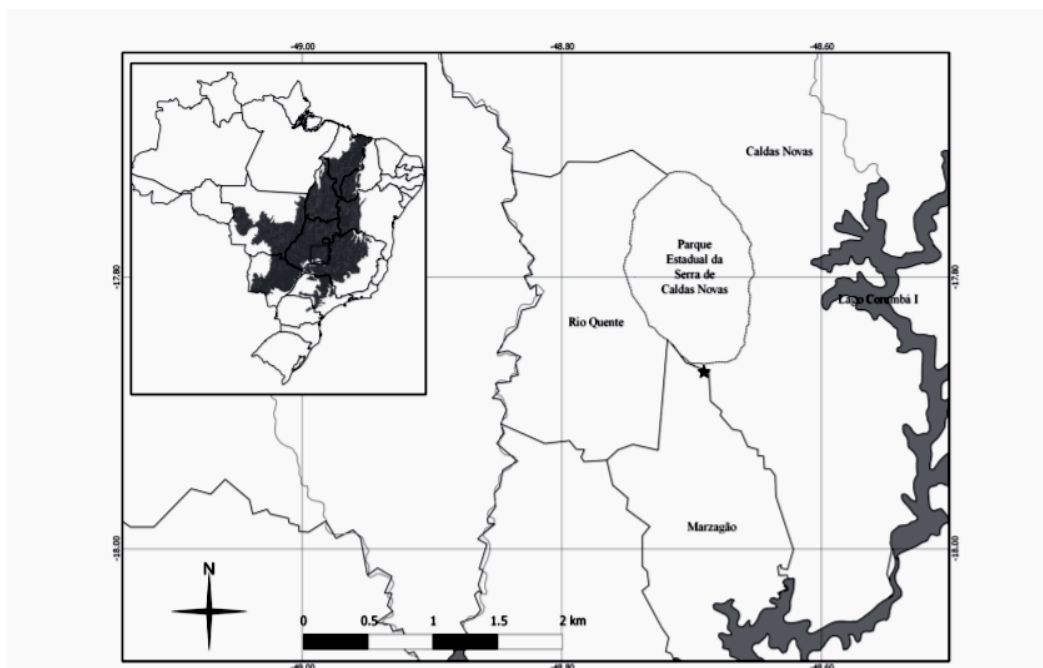 -49.00
-48.80
-48.60
Caldas Novas
Parque
Estadual da
Serra de
Caldas Novas
-17.80
-17.80
Lago Corumbá I
Rio Quente
Marzagão
-18.00
-18.00
N
0 0.5 1 1.5 2 km
-49.00
-48.80
-48.60